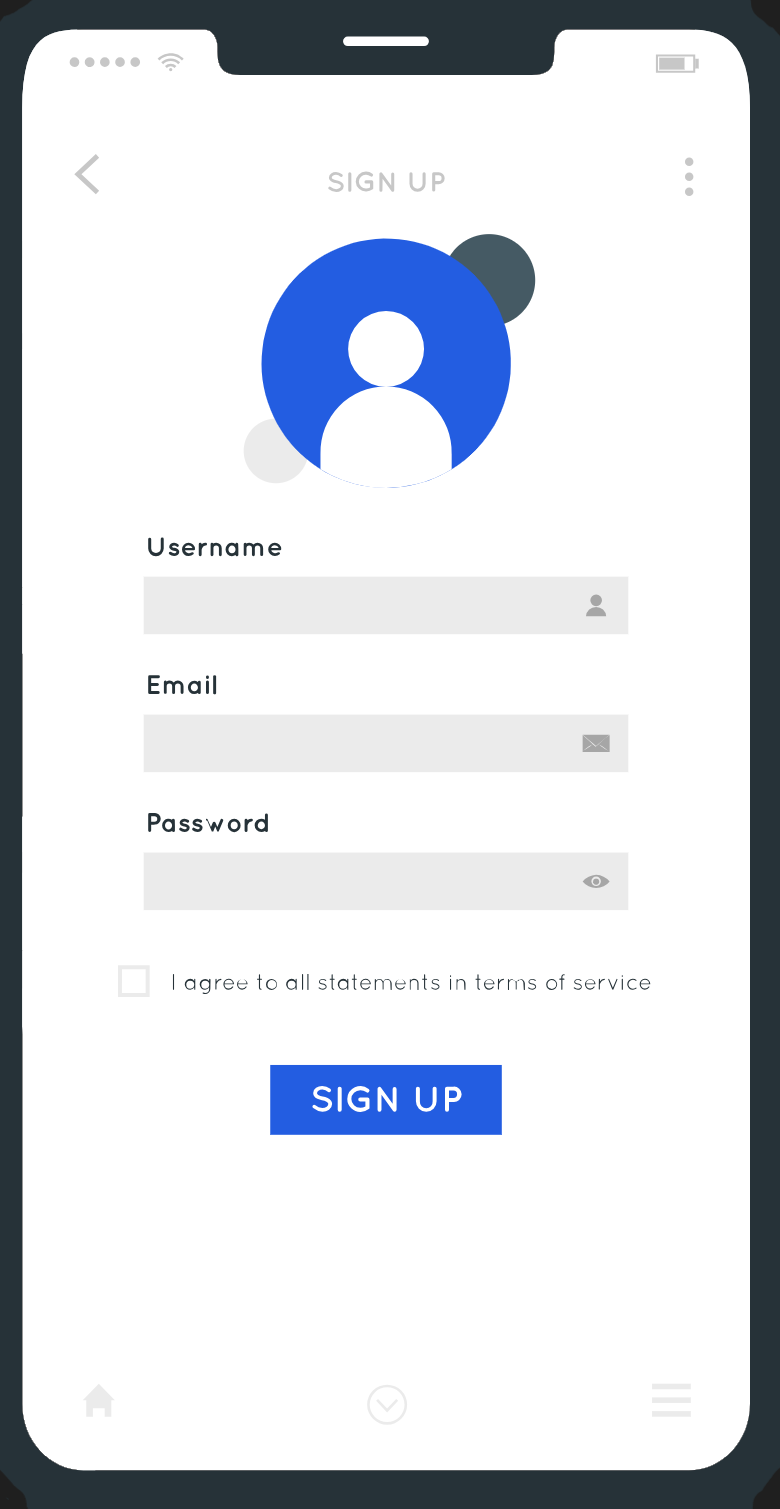 SIGN UP
Username
Email
Password
I agree to all statements in terms of service
SIGN UP